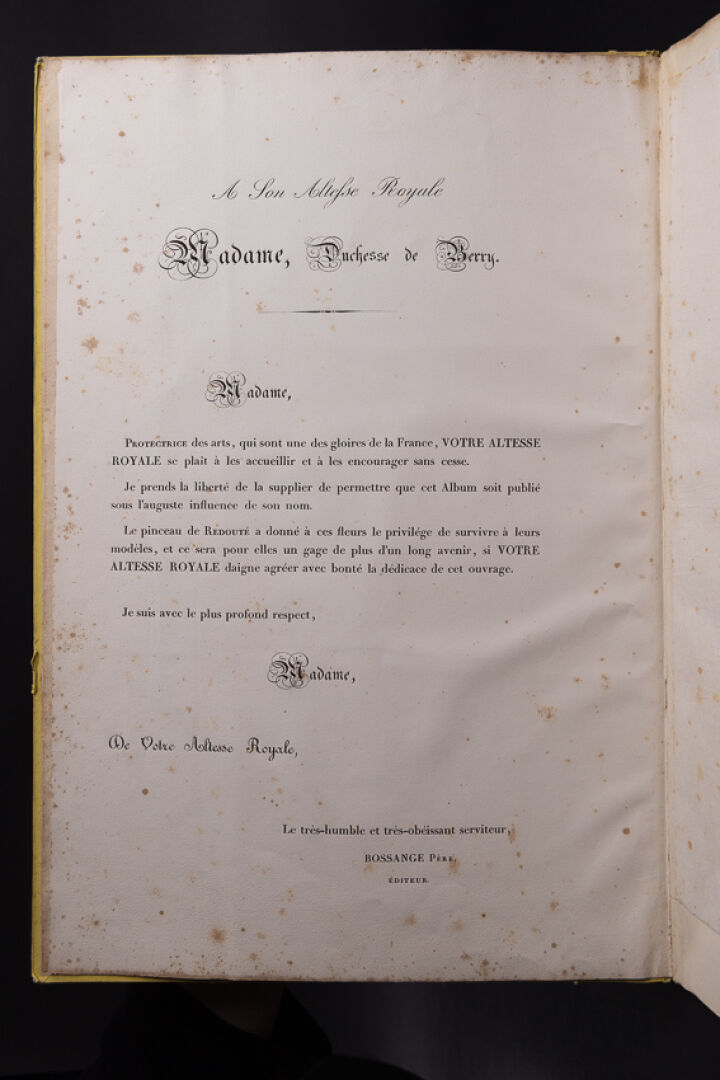 A Son Altesse Royale
Madame, Duchesse de Berry.
Madame,
PROTECTRICE des arts, qui sont une des gloires de la France, VOTRE ALTESSE
ROYALE se plaît à les accueillir et à les encourager sans cesse.
Je prends la liberté de la supplier de permettre que cet Album soit publié
sous l'auguste influence de son nom.
Le pinceau de REDOUTÉ a donné à ces fleurs le privilége de survivre à leurs
modèles, et ce sera pour elles un gage de plus d'un long avenir, si VOTRE
ALTESSE ROYALE daigne agréer avec bonté la dédicace de cet ouvrage.
Je suis avec le plus profond respect,
Madame,
De Votre Altesse Royale,
Le très-humble et très-obéissant serviteur,
BOSSANGE PÈRE,
ÉDITEUR.